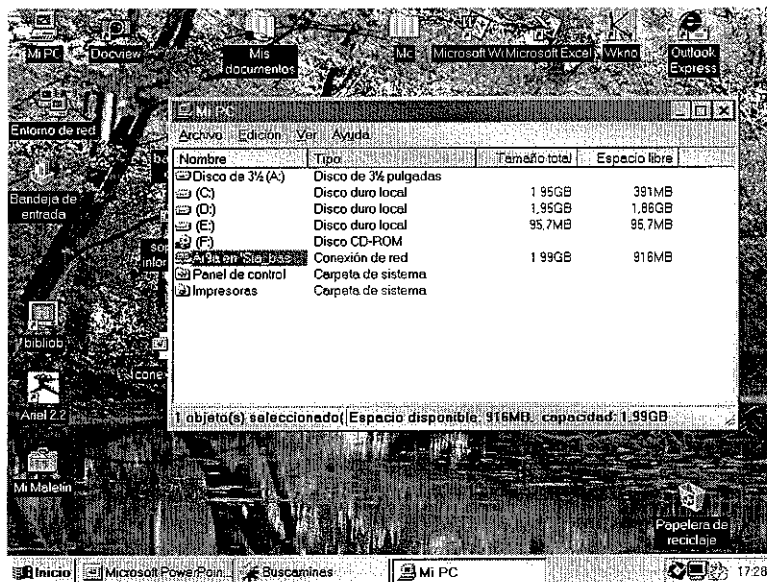 Mi PC
Docview
Mis
documentos
Mc
Microsoft W
Microsoft Excel
Wkno
Outlook
Express
Entorno de red
Bandeja de
entrada
bibliob
Ariel 2.2
Mi Maletín
Mi PC
Archivo Edición Ver Ayuda
Nombre Tipo Tamaño total Espacio libre
Disco de 3½ (A:) Disco de 3½ pulgadas
(C:) Disco duro local 1,95GB 391MB
(D:) Disco duro local 1,95GB 1,86GB
(E:) Disco duro local 95,7MB 95,7MB
(F:) Disco CD-ROM
en 'Sia_bas Conexión de red 1,99GB 916MB
Panel de control Carpeta de sistema
Impresoras Carpeta de sistema
1 objeto(s) seleccionado( Espacio disponible: 916MB, capacidad: 1,99GB
Papelera de
reciclaje
Inicio Microsoft PowerPoin... Buscaminas Mi PC 17:28